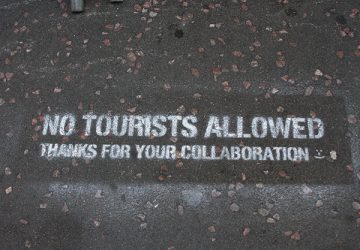 NO TOURISTS ALLOWED
THANKS FOR YOUR COLLABORATION :)